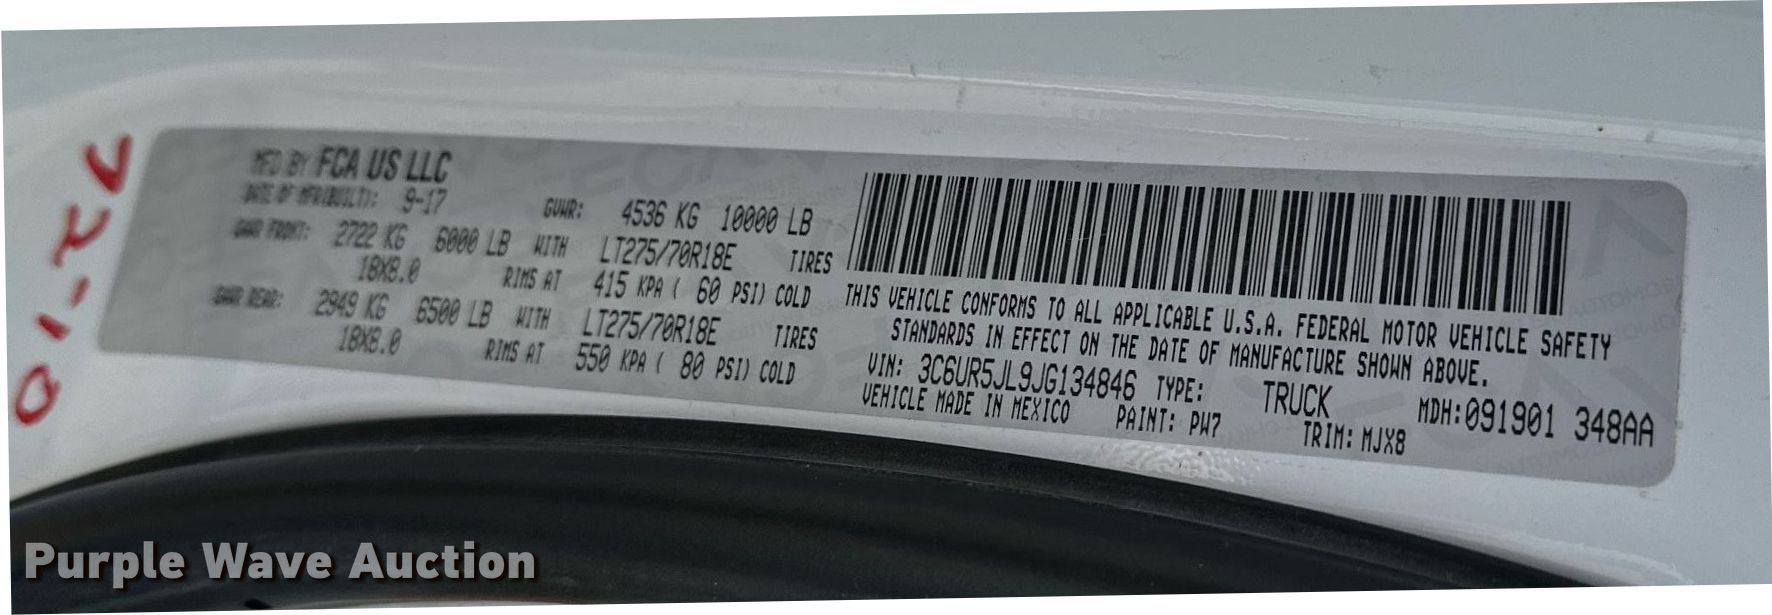 MFD BY FCA US LLC
DATE OF MFR(BUILT): 9-17 GVWR: 4536 KG 10000 LB
GAWR FRONT: 2722 KG 6000 LB WITH LT275/70R18E TIRES
18X8.0 RIMS AT 415 KPA ( 60 PSI) COLD
GAWR REAR: 2949 KG 6500 LB WITH LT275/70R18E TIRES
18X8.0 RIMS AT 550 KPA ( 80 PSI) COLD
THIS VEHICLE CONFORMS TO ALL APPLICABLE U.S.A. FEDERAL MOTOR VEHICLE SAFETY
STANDARDS IN EFFECT ON THE DATE OF MANUFACTURE SHOWN ABOVE.
VIN: 3C6UR5JL9JG134846 TYPE: TRUCK MDH:091901 348AA
VEHICLE MADE IN MEXICO PAINT: PW7 TRIM: MJX8
Purple Wave Auction